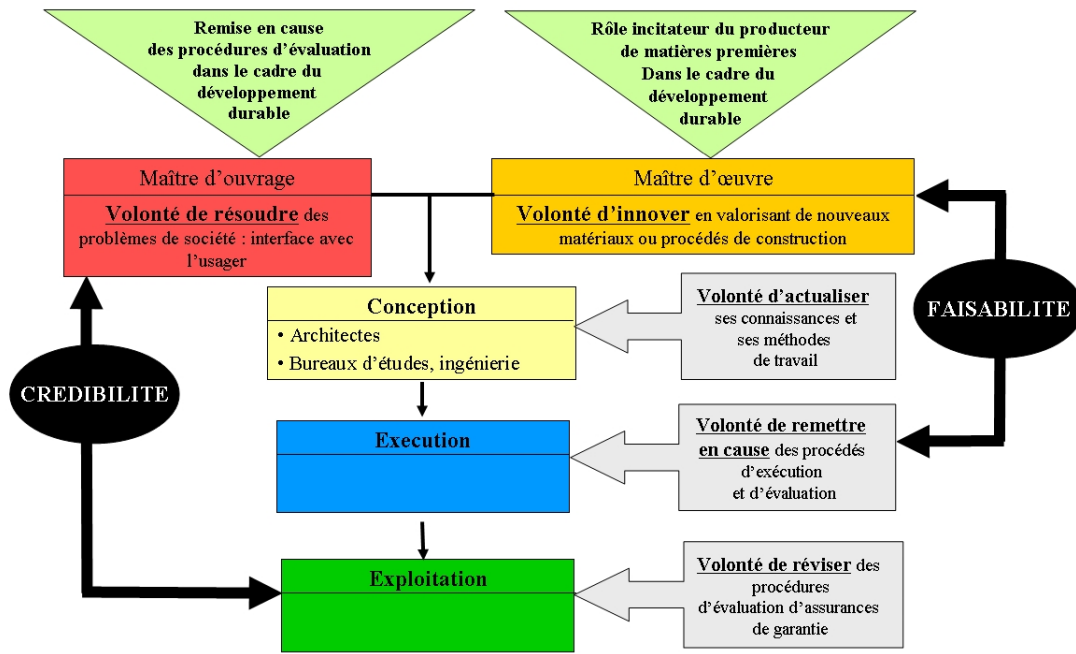 Remise en cause
des procédures d'évaluation
dans le cadre du
développement
durable
Rôle incitateur du producteur
de matières premières
Dans le cadre du
développement
durable
Maître d'ouvrage
Volonté de résoudre des
problèmes de société : interface avec
l'usager
Maître d'œuvre
Volonté d'innover en valorisant de nouveaux
matériaux ou procédés de construction
Conception
• Architectes
• Bureaux d'études, ingénierie
Volonté d'actualiser
ses connaissances et
ses méthodes
de travail
FAISABILITE
CREDIBILITE
Execution
Volonté de remettre
en cause des procédés
d'exécution
et d'évaluation
Exploitation
Volonté de réviser des
procédures
d'évaluation d'assurances
de garantie